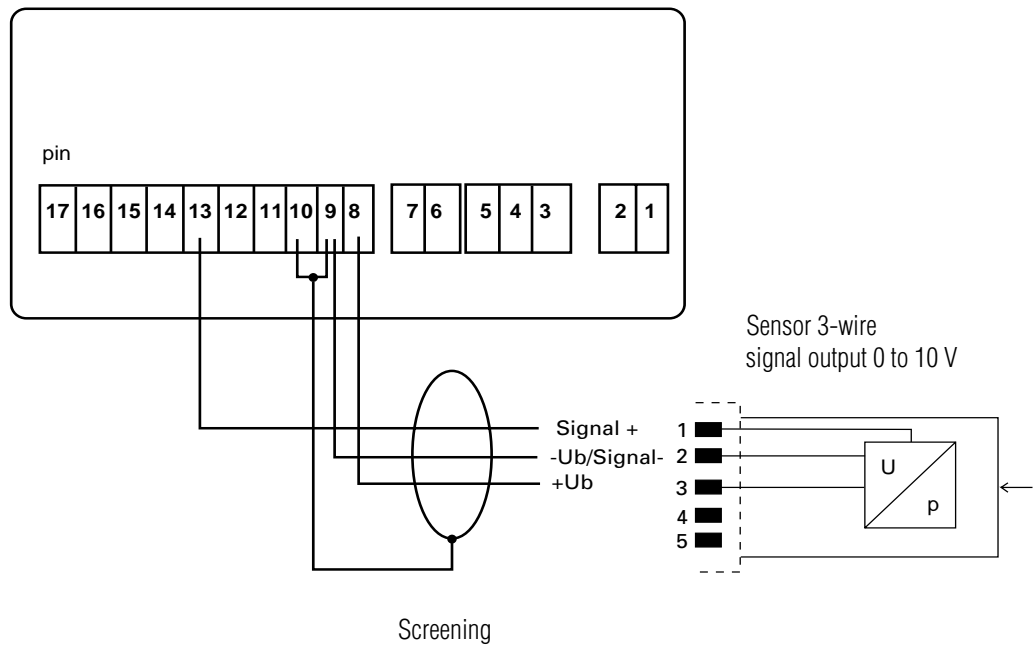 pin
17 16 15 14 13 12 11 10 9 8 7 6 5 4 3 2 1
Sensor 3-wire
signal output 0 to 10 V
Signal + 1
-Ub/Signal- 2
+Ub 3
4
5
U
p
Screening